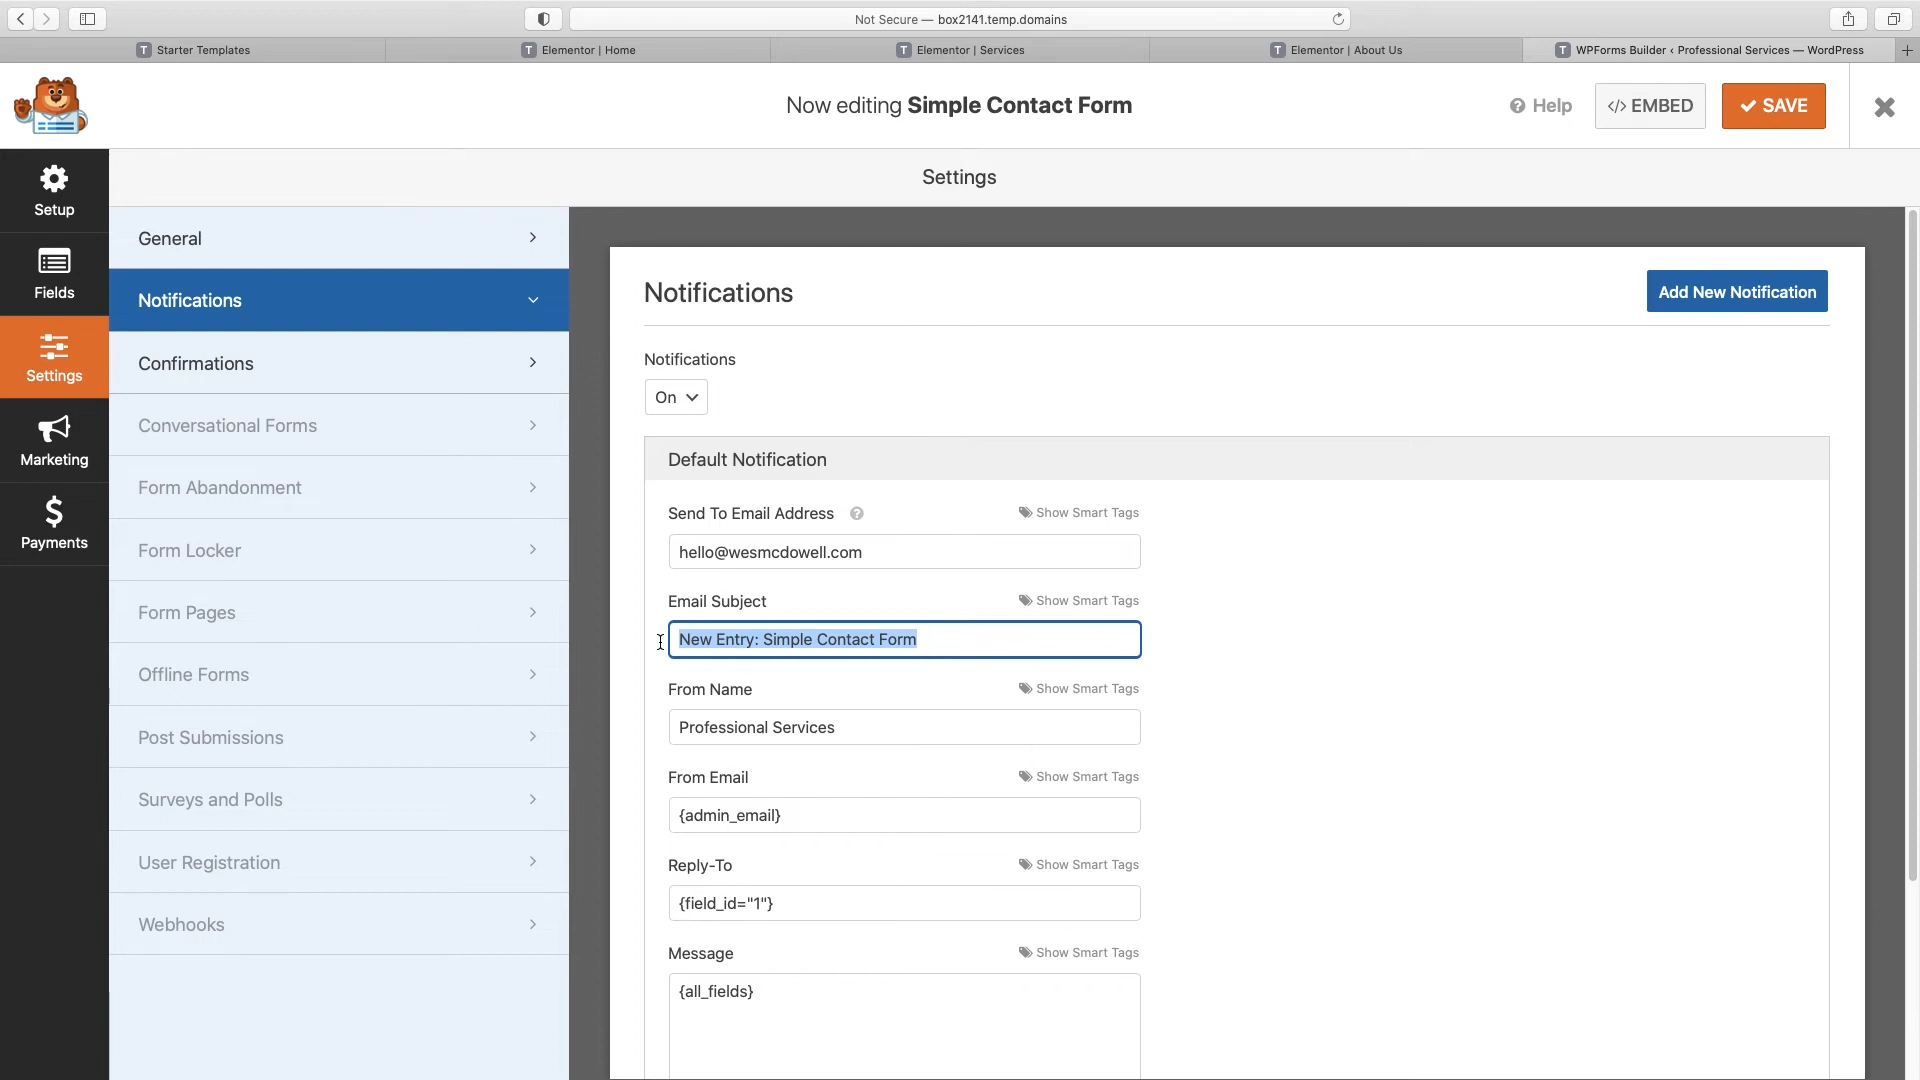 Not Secure — box2141.temp.domains
T Starter Templates
T Elementor | Home
T Elementor | Services
T Elementor | About Us
T WPForms Builder ‹ Professional Services — WordPress
Now editing Simple Contact Form
Help
</> EMBED
SAVE
Setup
Fields
Settings
Marketing
Payments
Settings
General
Notifications
Confirmations
Conversational Forms
Form Abandonment
Form Locker
Form Pages
Offline Forms
Post Submissions
Surveys and Polls
User Registration
Webhooks
Notifications
Add New Notification
Notifications
On
Default Notification
Send To Email Address
Show Smart Tags
hello@wesmcdowell.com
Email Subject
Show Smart Tags
New Entry: Simple Contact Form
From Name
Show Smart Tags
Professional Services
From Email
Show Smart Tags
{admin_email}
Reply-To
Show Smart Tags
{field_id="1"}
Message
Show Smart Tags
{all_fields}